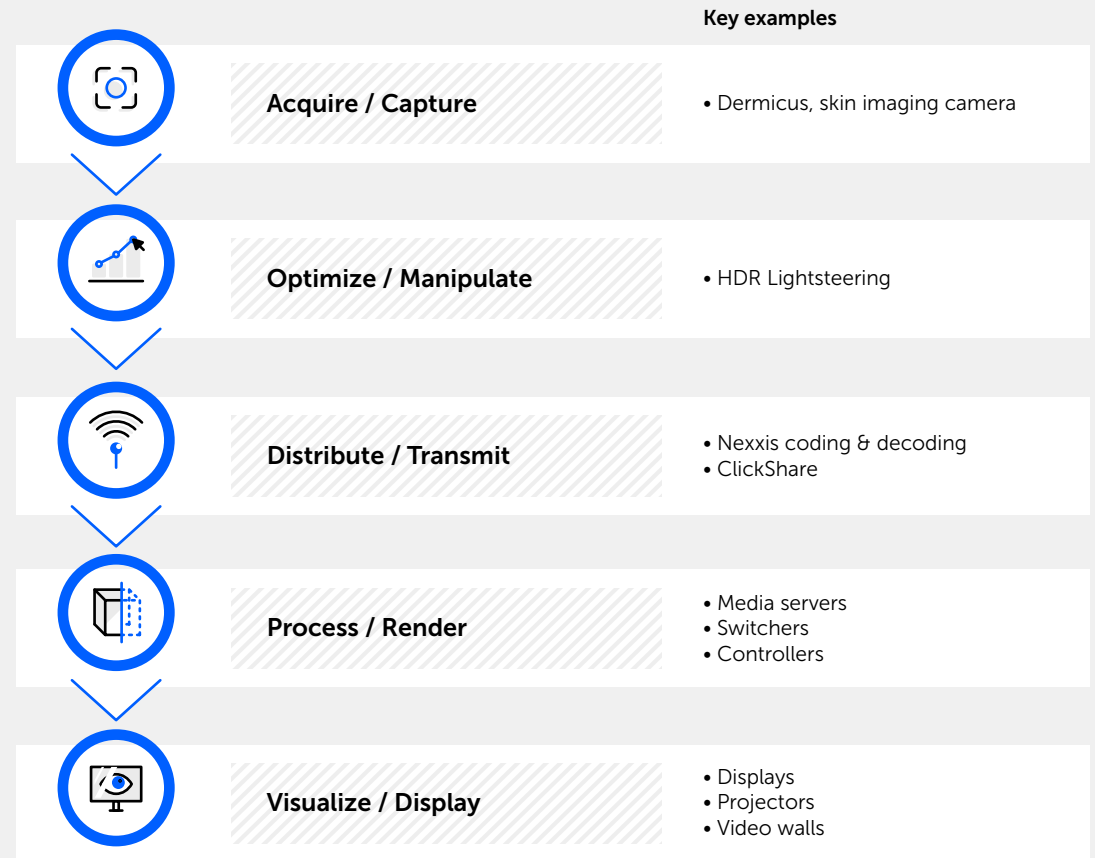 Key examples
Acquire / Capture
• Dermicus, skin imaging camera
Optimize / Manipulate
• HDR Lightsteering
Distribute / Transmit
• Nexxis coding & decoding
• ClickShare
Process / Render
• Media servers
• Switchers
• Controllers
Visualize / Display
• Displays
• Projectors
• Video walls